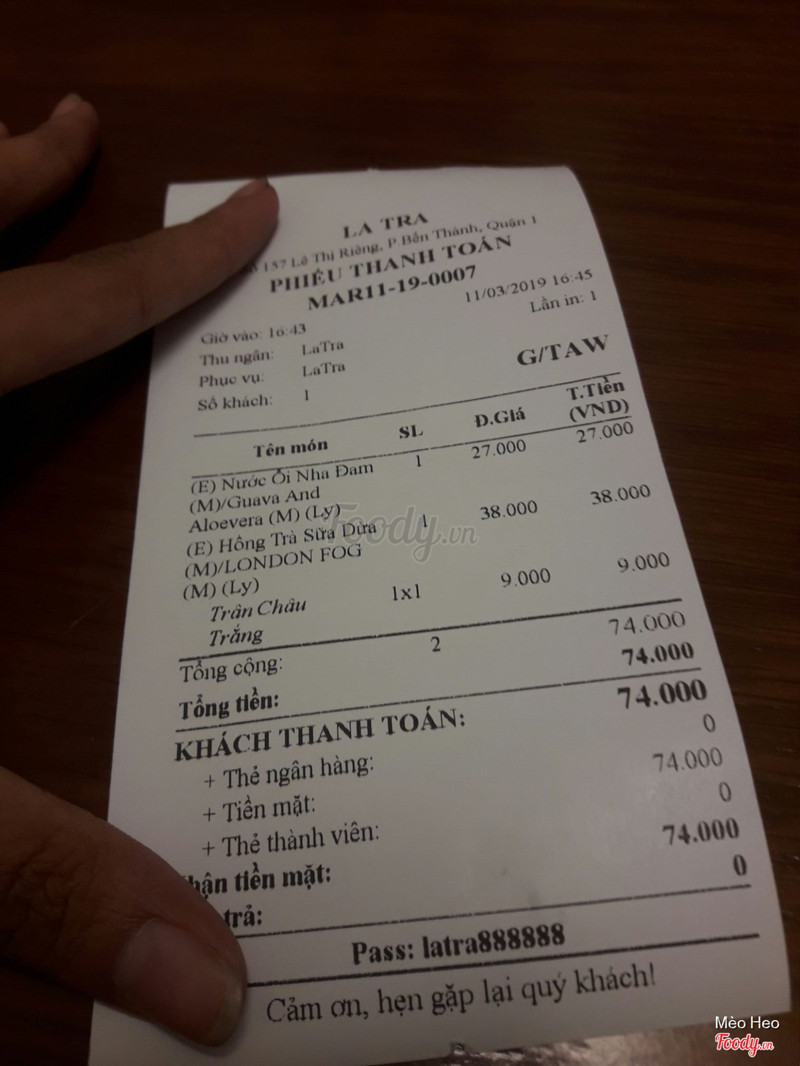 LA TRA
157 Lê Thị Riêng, P.Bến Thành, Quận 1
PHIẾU THANH TOÁN
MAR11-19-0007
11/03/2019 16:45
Giờ vào: 16:43
Lần in: 1
Thu ngân: LaTra
Phục vụ: LaTra
Số khách: 1
G/TAW
Tên món SL Đ.Giá T.Tiền (VND)
(E) Nước Ổi Nha Đam 1 27.000 27.000
(M)/Guava And
Aloevera (M) (Ly)
(E) Hồng Trà Sữa Dừa 1 38.000 38.000
(M)/LONDON FOG
(M) (Ly)
Trân Châu 1x1 9.000 9.000
Trắng
Tổng cộng: 2 74.000
Tổng tiền: 74.000
KHÁCH THANH TOÁN: 74.000
+ Thẻ ngân hàng: 0
+ Tiền mặt: 74.000
+ Thẻ thành viên: 0
hận tiền mặt: 74.000
trả: 0
Pass: latra888888
Cảm ơn, hẹn gặp lại quý khách!
Foody.vn
Mèo Heo
Foody.vn